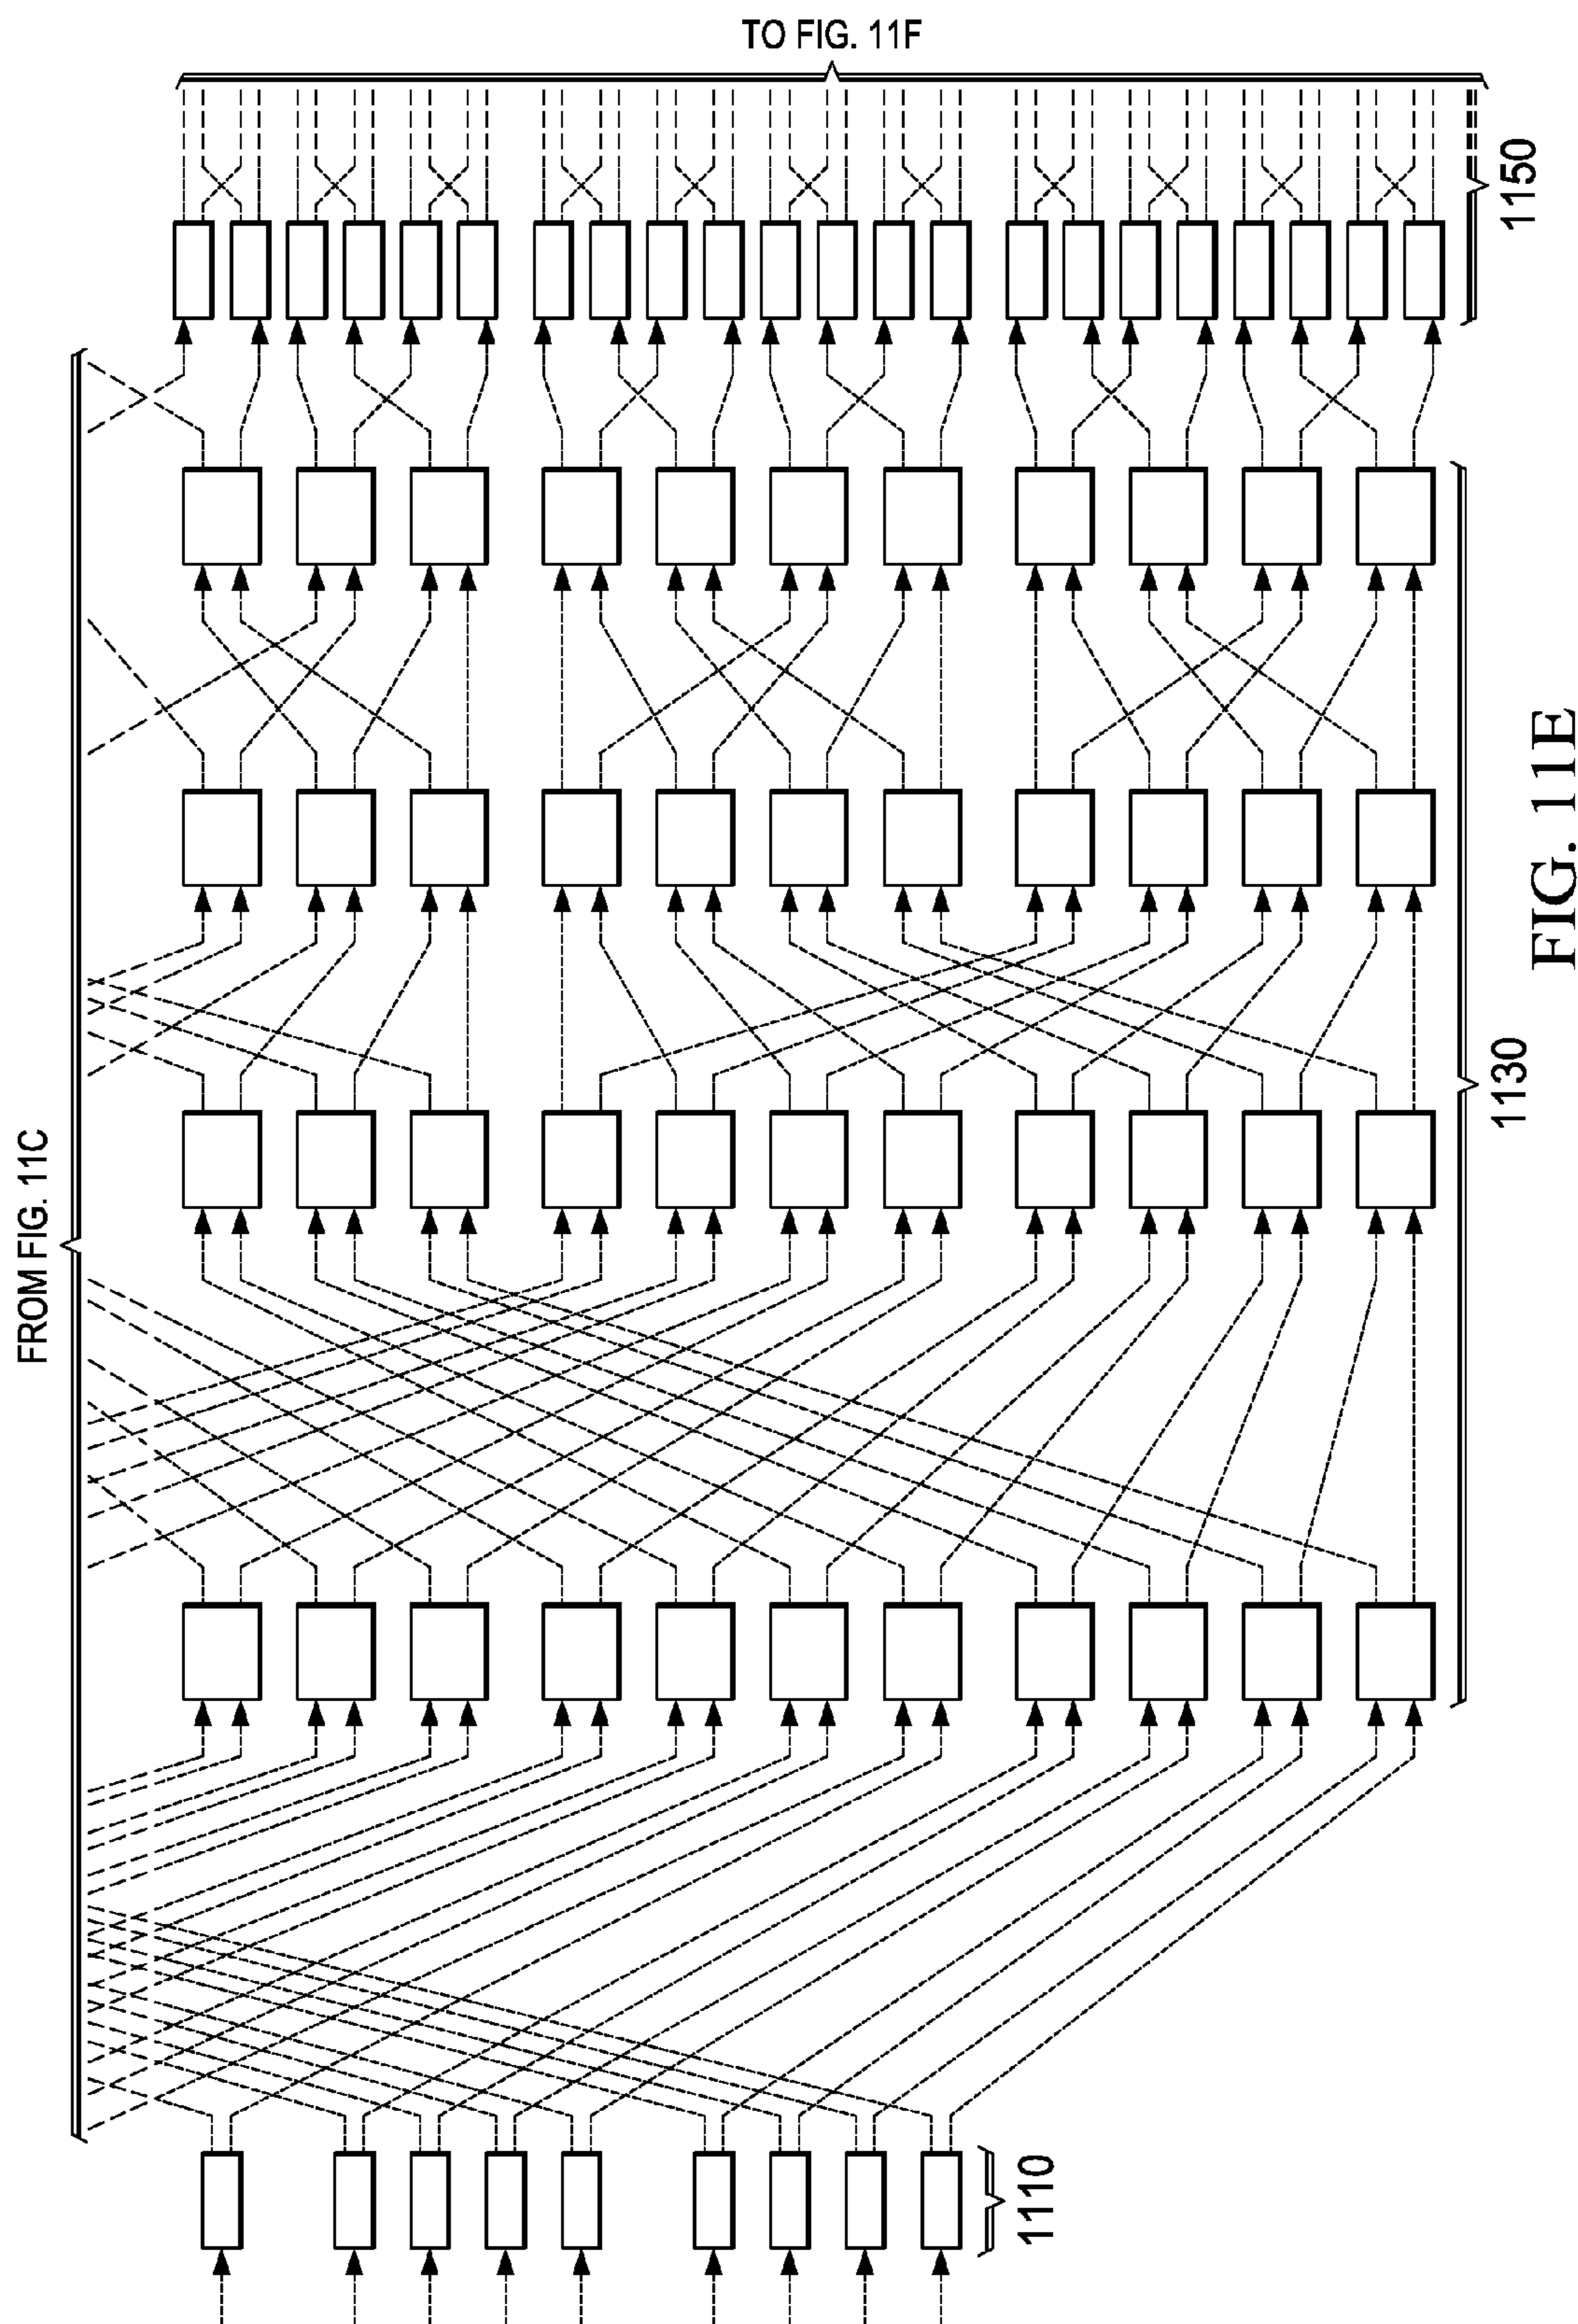 TO FIG. 11F
1150
FROM FIG. 11C
1130
1110
FIG. 11E